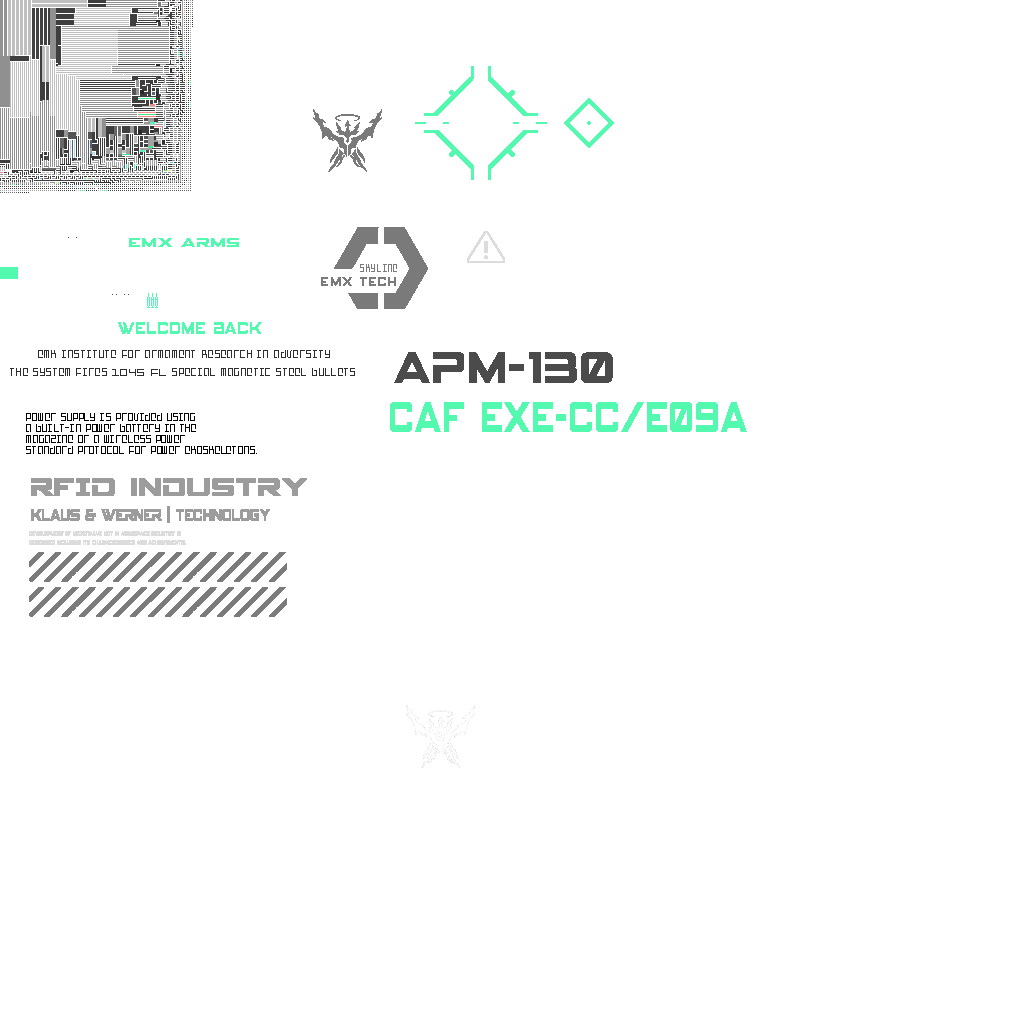 EMX ARMS
SKYLINE
EMX TECH
WELCOME BACK
EMX INSTITUTE FOR ARMAMENT RESEARCH IN ADVERSITY
THE SYSTEM FIRES 1045 FL SPECIAL MAGNETIC STEEL BULLETS
APM-130
CAF EXE-CC/E09A
POWER SUPPLY IS PROVIDED USING
A BUILT-IN POWER BATTERY IN THE
MAGAZINE OR A WIRELESS POWER
STANDARD PROTOCOL FOR POWER EXOSKELETONS.
RFID INDUSTRY
KLAUS & WERNER | TECHNOLOGY